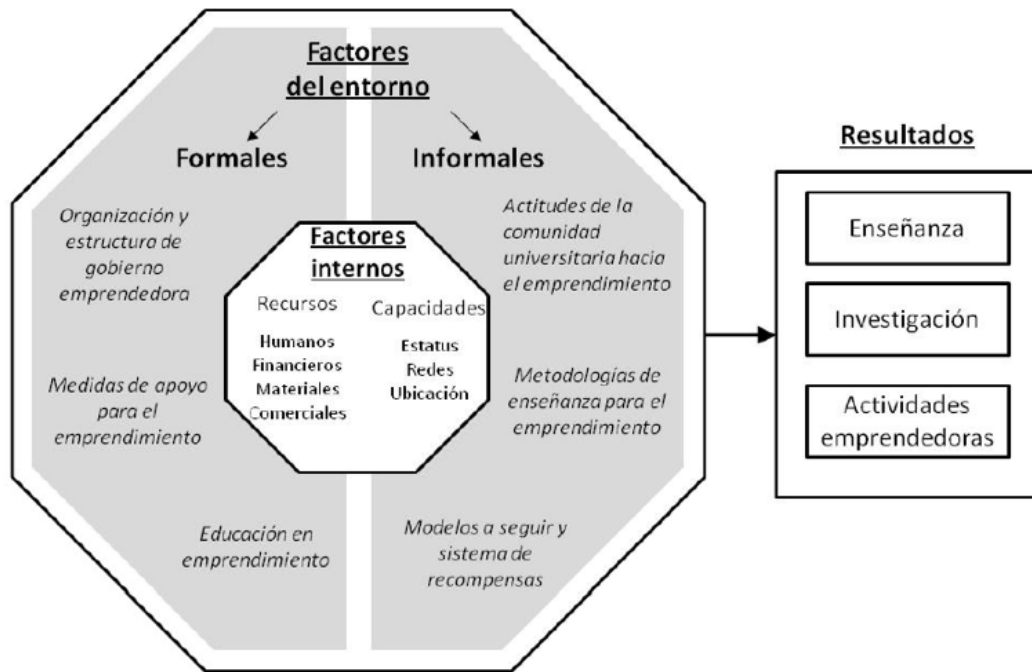 Factores
del entorno
Formales
Informales
Organización y
estructura de
gobierno
emprendedora
Medidas de apoyo
para el
emprendimiento
Educación en
emprendimiento
Factores
internos
Recursos
Humanos
Financieros
Materiales
Comerciales
Capacidades
Estatus
Redes
Ubicación
Actitudes de la
comunidad
universitaria hacia
el emprendimiento
Metodologías de
enseñanza para el
emprendimiento
Modelos a seguir y
sistema de
recompensas
Resultados
Enseñanza
Investigación
Actividades
emprendedoras